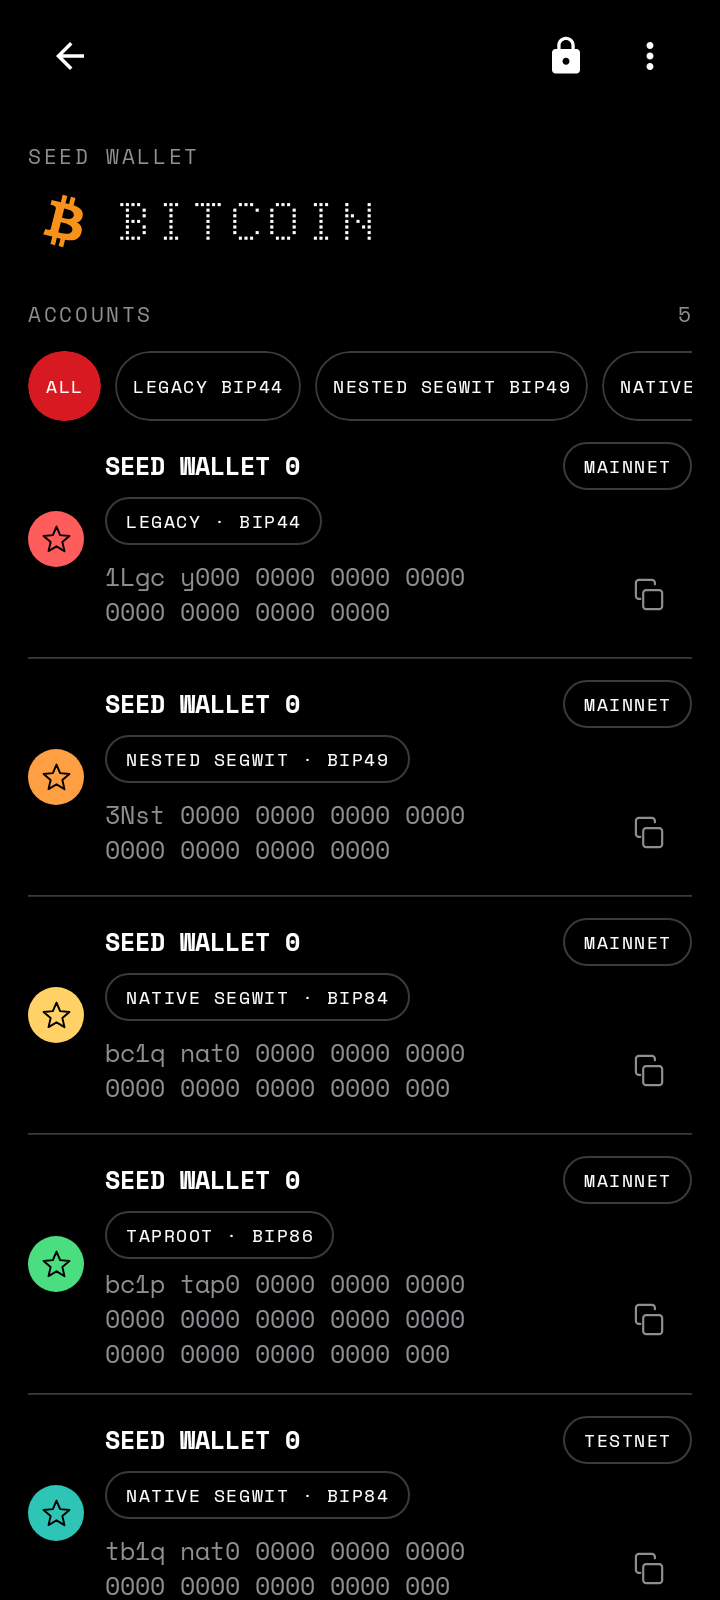 SEED WALLET
BITCOIN
ACCOUNTS 5
ALL LEGACY BIP44 NESTED SEGWIT BIP49 NATIVE
SEED WALLET 0 MAINNET
LEGACY · BIP44
1Lgc y000 0000 0000 0000
0000 0000 0000 0000
SEED WALLET 0 MAINNET
NESTED SEGWIT · BIP49
3Nst 0000 0000 0000 0000
0000 0000 0000 0000
SEED WALLET 0 MAINNET
NATIVE SEGWIT · BIP84
bc1q nat0 0000 0000 0000
0000 0000 0000 0000 000
SEED WALLET 0 MAINNET
TAPROOT · BIP86
bc1p tap0 0000 0000 0000
0000 0000 0000 0000 0000
0000 0000 0000 0000 000
SEED WALLET 0 TESTNET
NATIVE SEGWIT · BIP84
tb1q nat0 0000 0000 0000
0000 0000 0000 0000 000